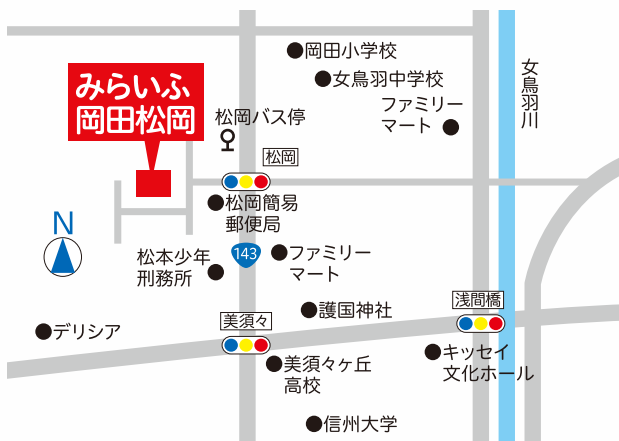 岡田小学校
女鳥羽中学校
みらいふ
岡田松岡
ファミリー
マート
女鳥羽川
松岡バス停
松岡
松岡簡易
郵便局
N
143
松本少年
刑務所
ファミリー
マート
浅間橋
護国神社
美須々
デリシア
キッセイ
文化ホール
美須々ヶ丘
高校
信州大学